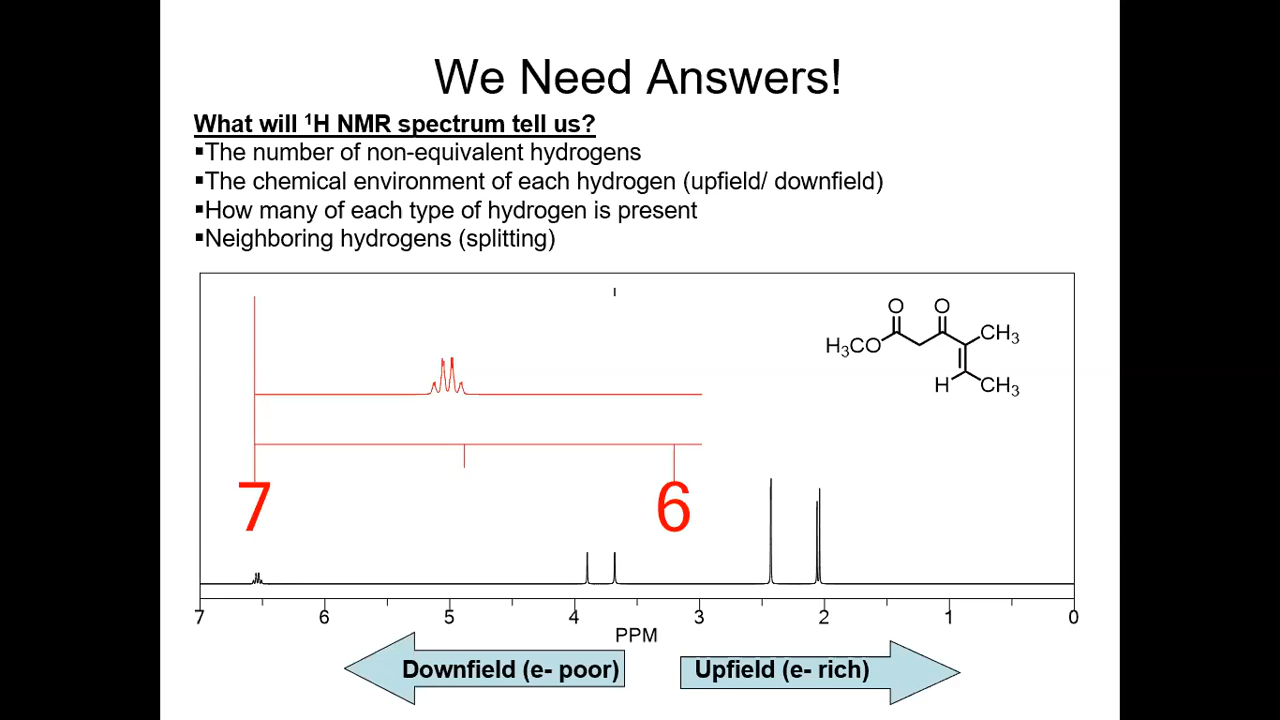 We Need Answers!
What will ¹H NMR spectrum tell us?
▪The number of non-equivalent hydrogens
▪The chemical environment of each hydrogen (upfield/ downfield)
▪How many of each type of hydrogen is present
▪Neighboring hydrogens (splitting)
O O
CH₃
H₃CO
H CH₃
7 6
7 6 5 4 3 2 1 0
PPM
Downfield (e- poor) Upfield (e- rich)